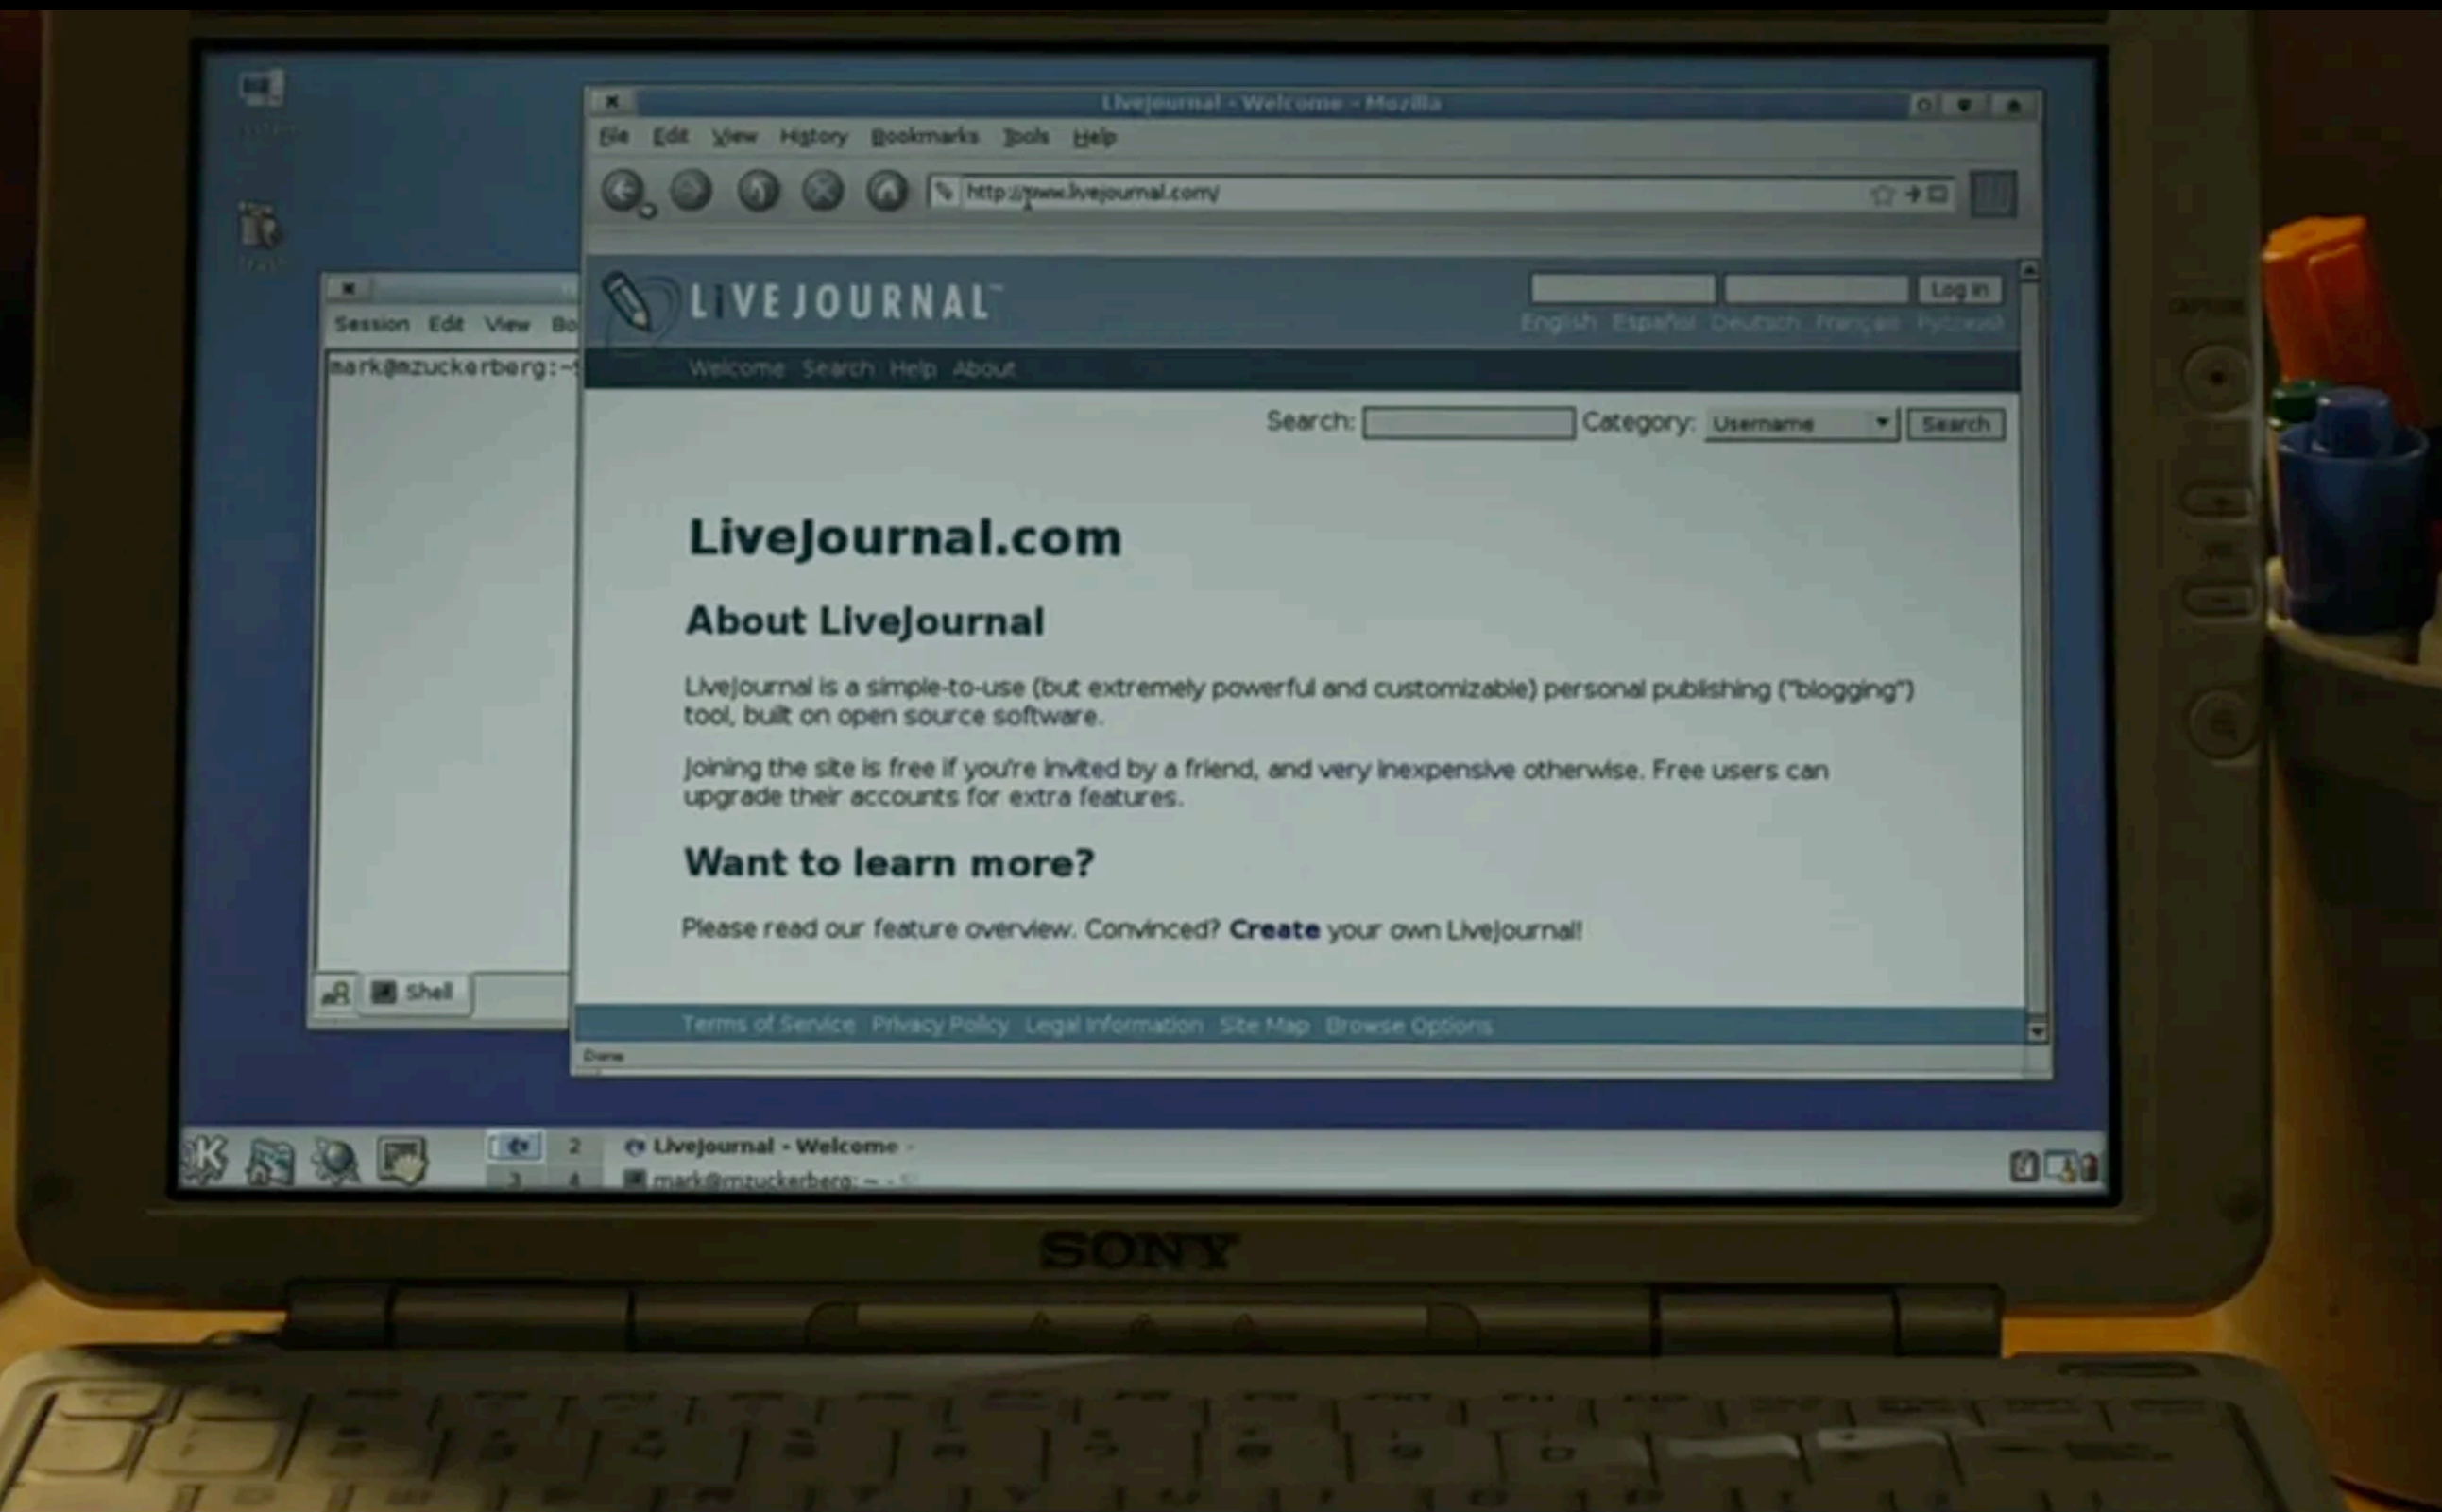 Livejournal - Welcome - Mozilla
File Edit View History Bookmarks Tools Help
http://www.livejournal.com/
LiVEJOURNAL™
Log in
English Español Deutsch Français Русский
Session Edit View Bo
Welcome Search Help About
mark@mzuckerberg:~$
Search: Category: Username Search
LiveJournal.com
About LiveJournal
LiveJournal is a simple-to-use (but extremely powerful and customizable) personal publishing ("blogging")
tool, built on open source software.
Joining the site is free if you're invited by a friend, and very inexpensive otherwise. Free users can
upgrade their accounts for extra features.
Want to learn more?
Please read our feature overview. Convinced? Create your own LiveJournal!
Shell
Terms of Service Privacy Policy Legal Information Site Map Browse Options
Done
K
2 LiveJournal - Welcome -
3 4 mark@mzuckerberg: ~ -
SONY